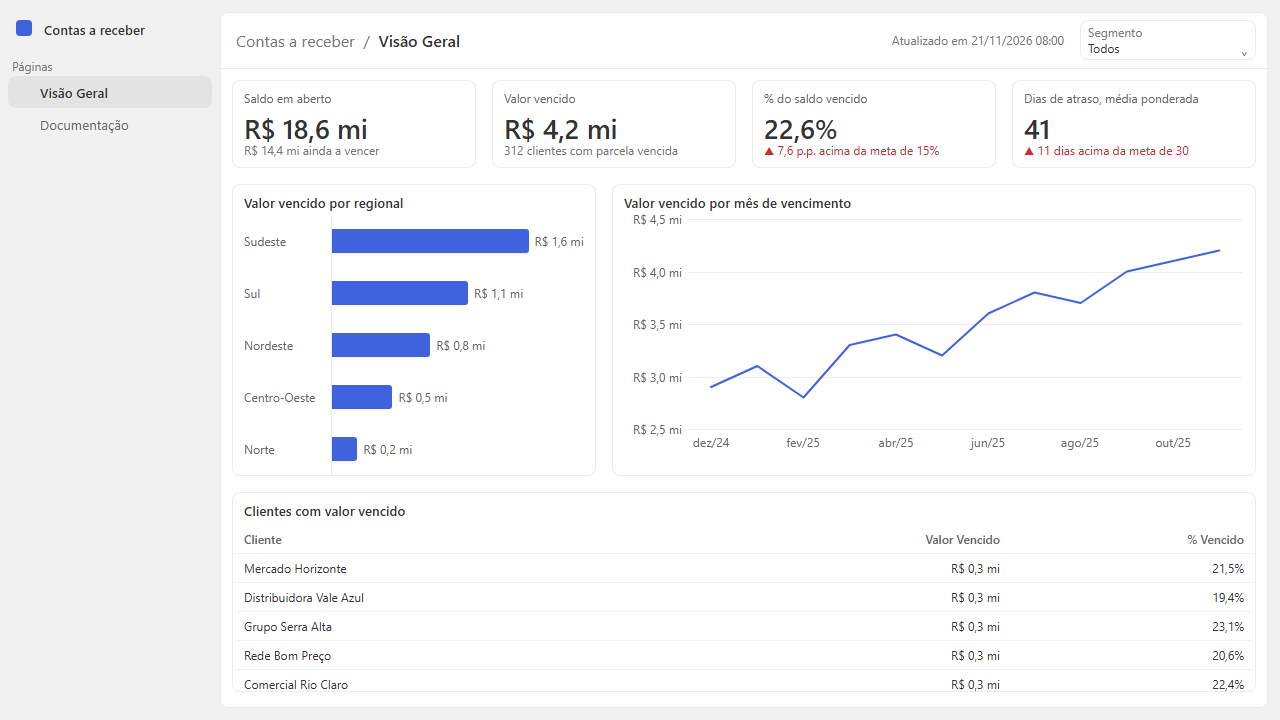 Contas a receber
Páginas
Visão Geral
Documentação
Contas a receber / Visão Geral
Atualizado em 21/11/2026 08:00
Segmento
Todos
Saldo em aberto
R$ 18,6 mi
R$ 14,4 mi ainda a vencer
Valor vencido
R$ 4,2 mi
312 clientes com parcela vencida
% do saldo vencido
22,6%
▲ 7,6 p.p. acima da meta de 15%
Dias de atraso, média ponderada
41
▲ 11 dias acima da meta de 30
Valor vencido por regional
Sudeste R$ 1,6 mi
Sul R$ 1,1 mi
Nordeste R$ 0,8 mi
Centro-Oeste R$ 0,5 mi
Norte R$ 0,2 mi
Valor vencido por mês de vencimento
R$ 4,5 mi
R$ 4,0 mi
R$ 3,5 mi
R$ 3,0 mi
R$ 2,5 mi
dez/24 fev/25 abr/25 jun/25 ago/25 out/25
Clientes com valor vencido
Cliente Valor Vencido % Vencido
Mercado Horizonte R$ 0,3 mi 21,5%
Distribuidora Vale Azul R$ 0,3 mi 19,4%
Grupo Serra Alta R$ 0,3 mi 23,1%
Rede Bom Preço R$ 0,3 mi 20,6%
Comercial Rio Claro R$ 0,3 mi 22,4%